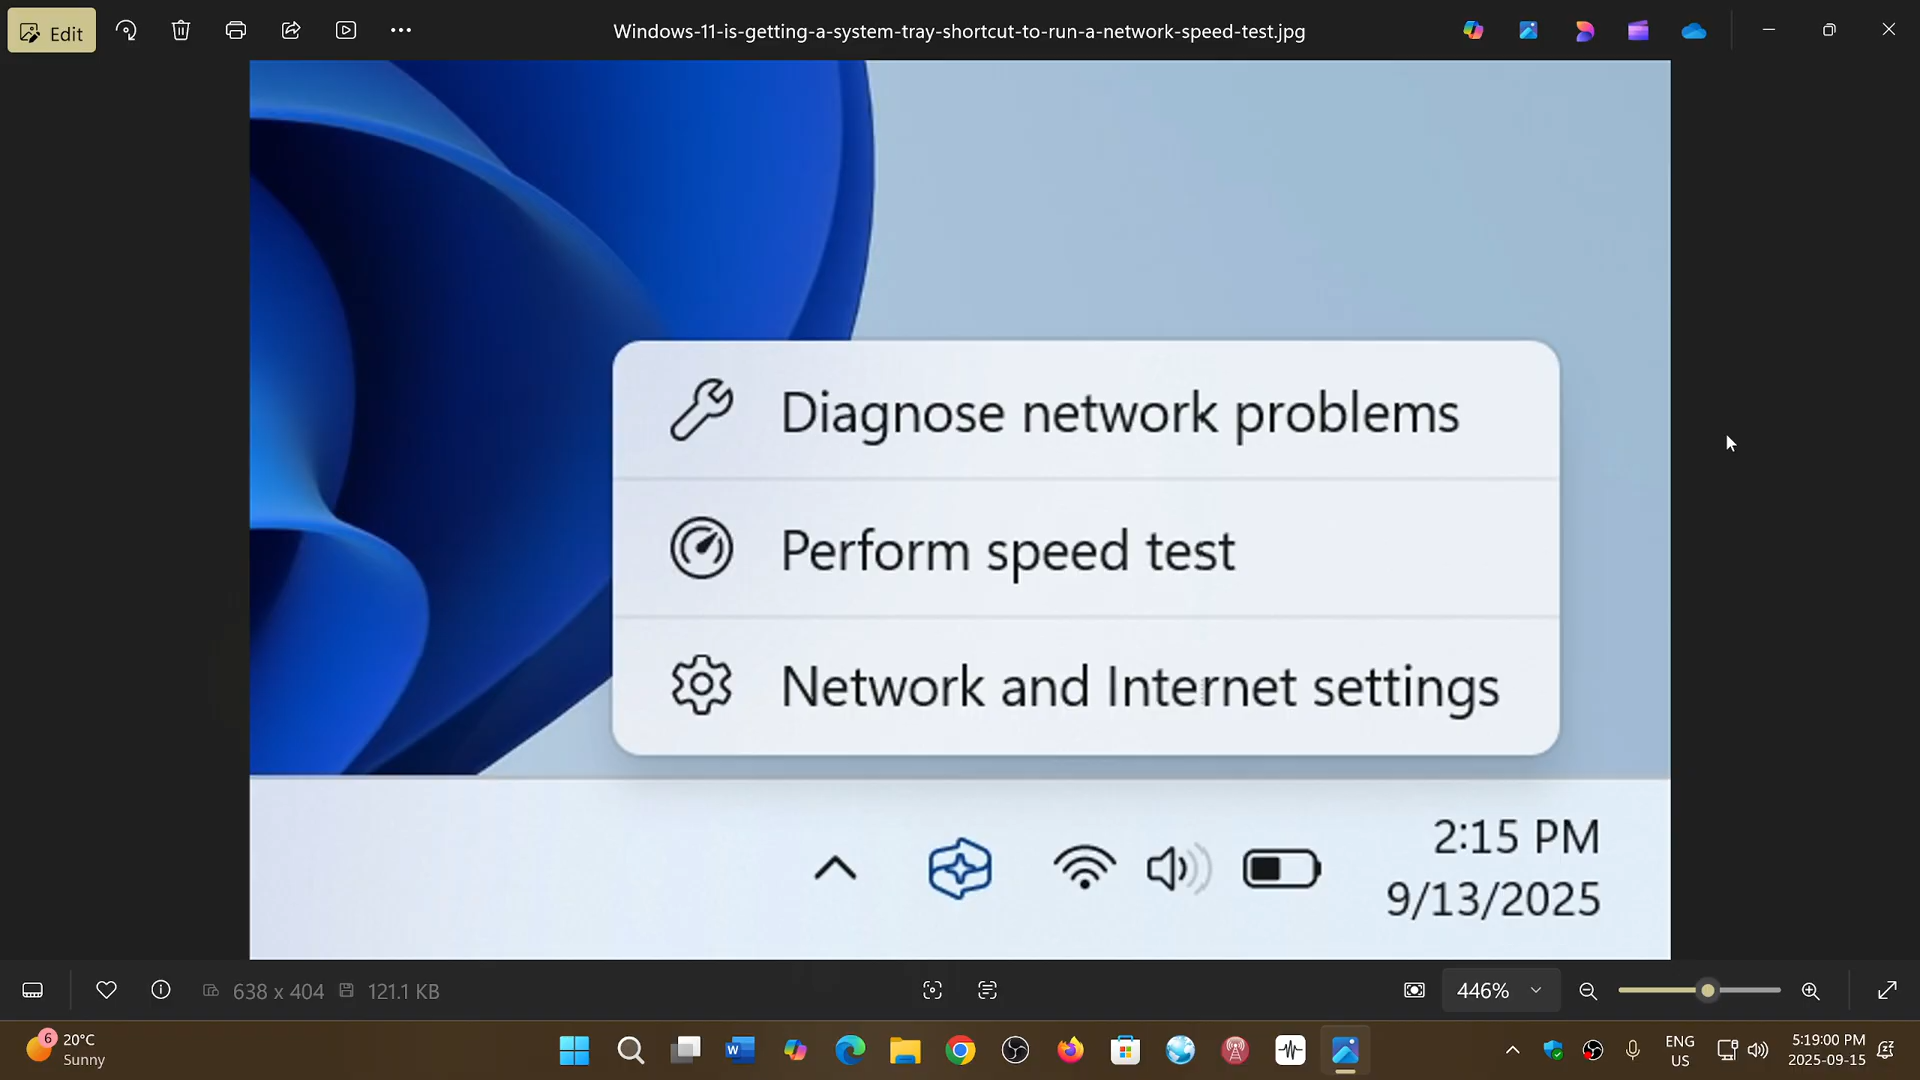 Edit
Windows-11-is-getting-a-system-tray-shortcut-to-run-a-network-speed-test.jpg
Diagnose network problems
Perform speed test
Network and Internet settings
2:15 PM
9/13/2025
638 x 404
121.1 KB
446%
6
20°C
Sunny
W
ENG
US
5:19:00 PM
2025-09-15